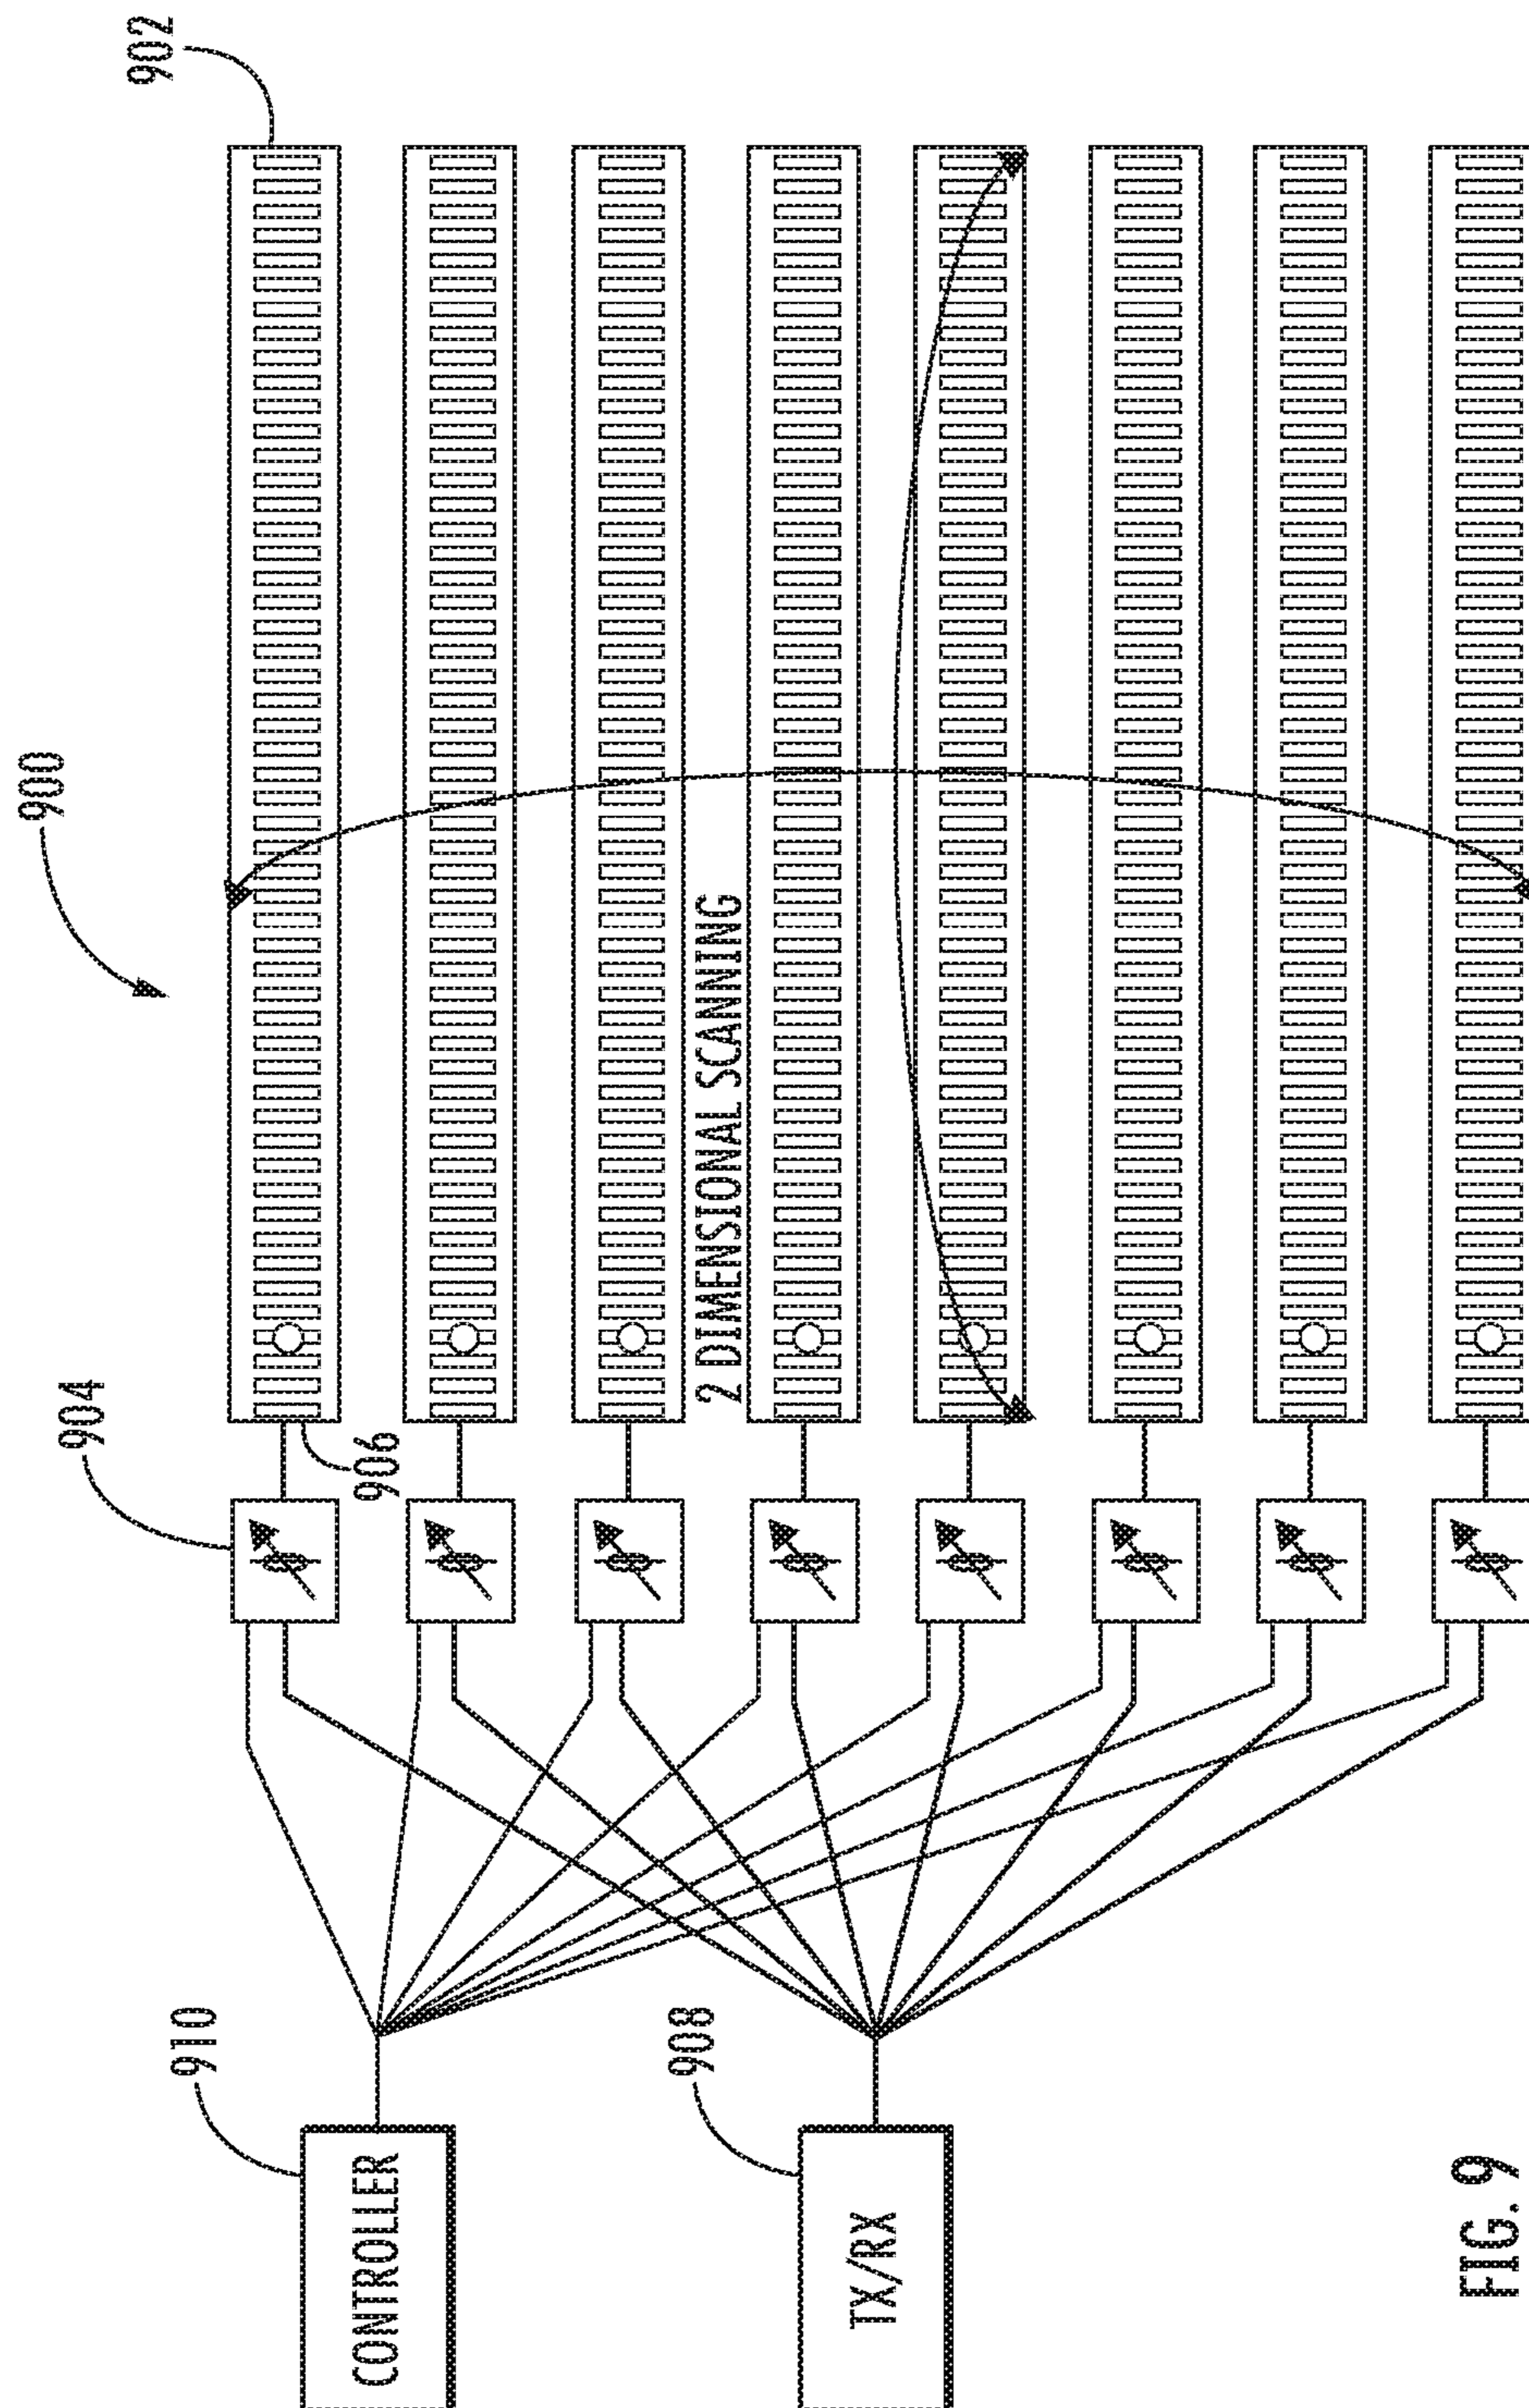 900
902
904
906
2 DIMENSIONAL SCANNING
910
CONTROLLER
908
TX/RX
FIG. 9